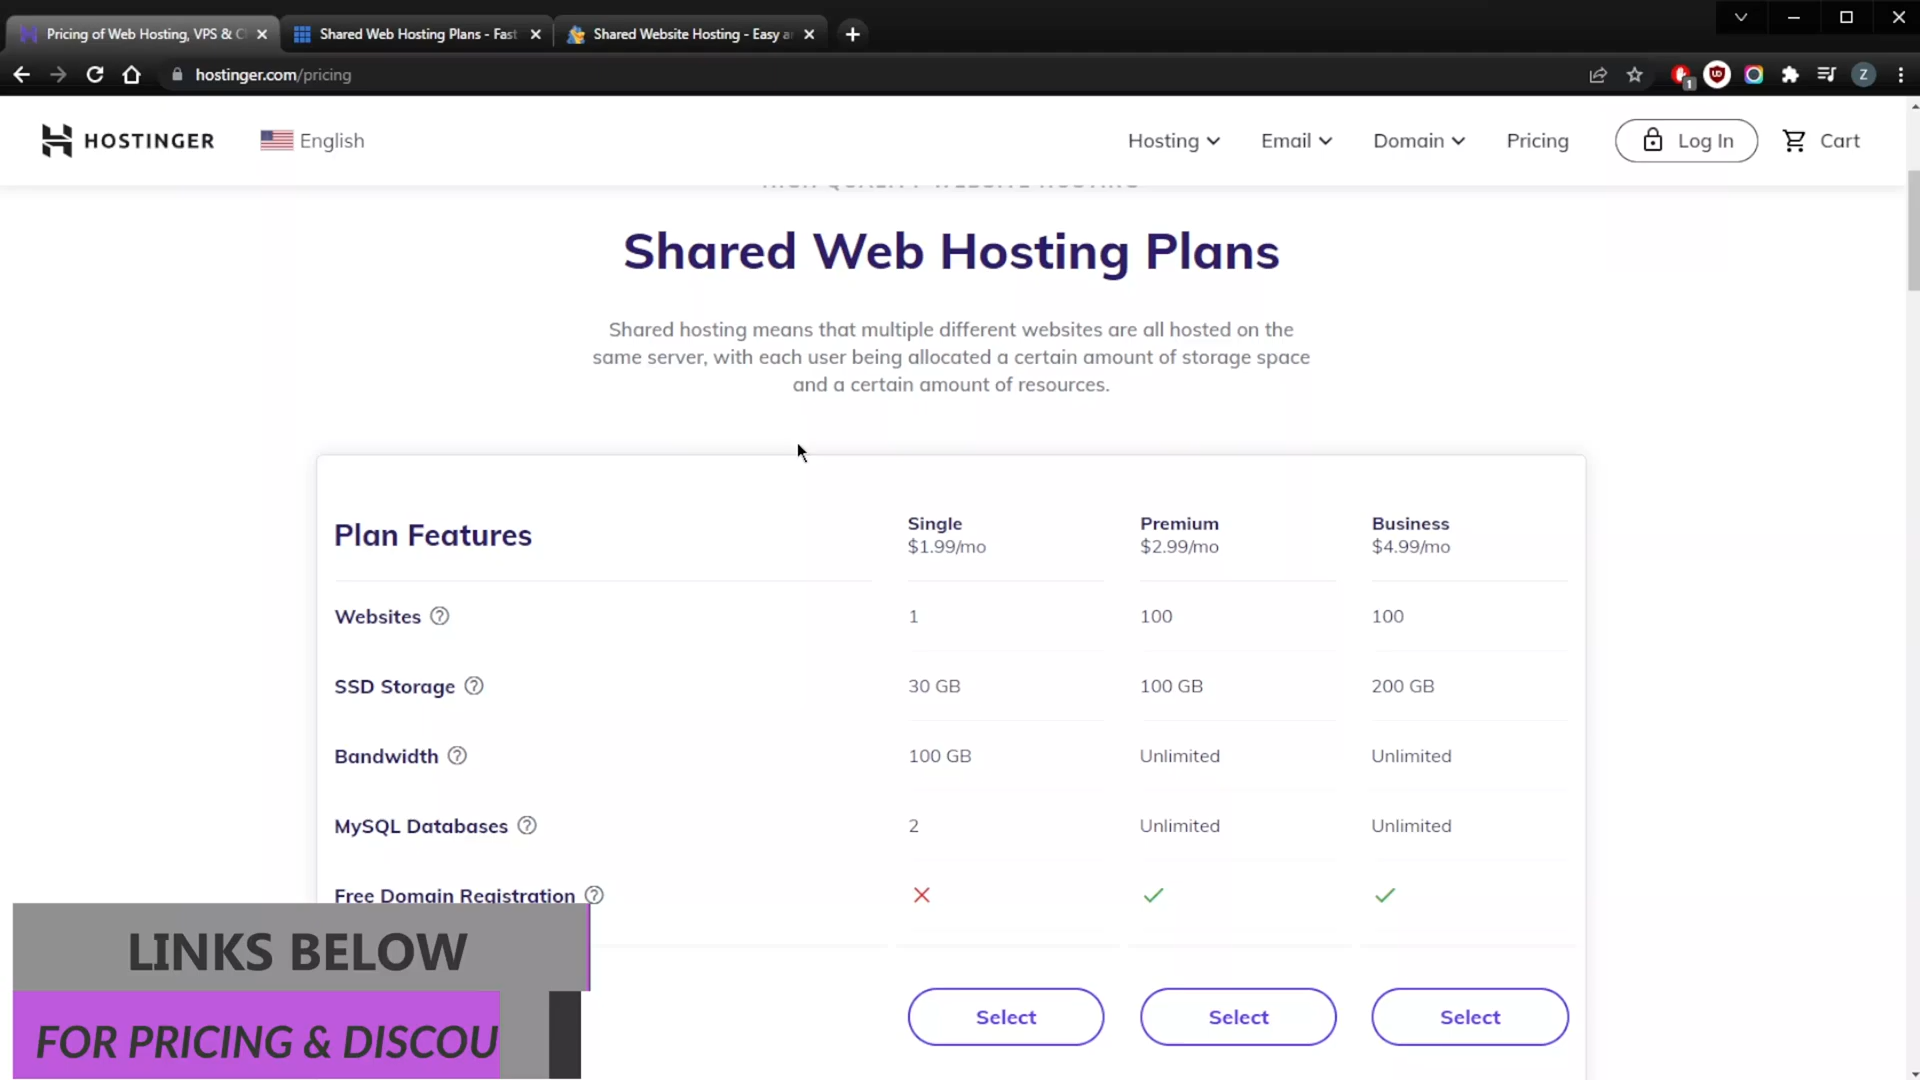 Pricing of Web Hosting, VPS & C
Shared Web Hosting Plans - Fast
Shared Website Hosting - Easy a
hostinger.com/pricing
1
Z
HOSTINGER
English
Hosting
Email
Domain
Pricing
Log In
Cart
HIGH QUALITY WEBSITE HOSTING
Shared Web Hosting Plans
Shared hosting means that multiple different websites are all hosted on the
same server, with each user being allocated a certain amount of storage space
and a certain amount of resources.
Plan Features
Single
$1.99/mo
Premium
$2.99/mo
Business
$4.99/mo
Websites ?
1
100
100
SSD Storage ?
30 GB
100 GB
200 GB
Bandwidth ?
100 GB
Unlimited
Unlimited
MySQL Databases ?
2
Unlimited
Unlimited
Free Domain Registration ?
Select
Select
Select
LINKS BELOW
FOR PRICING & DISCOU